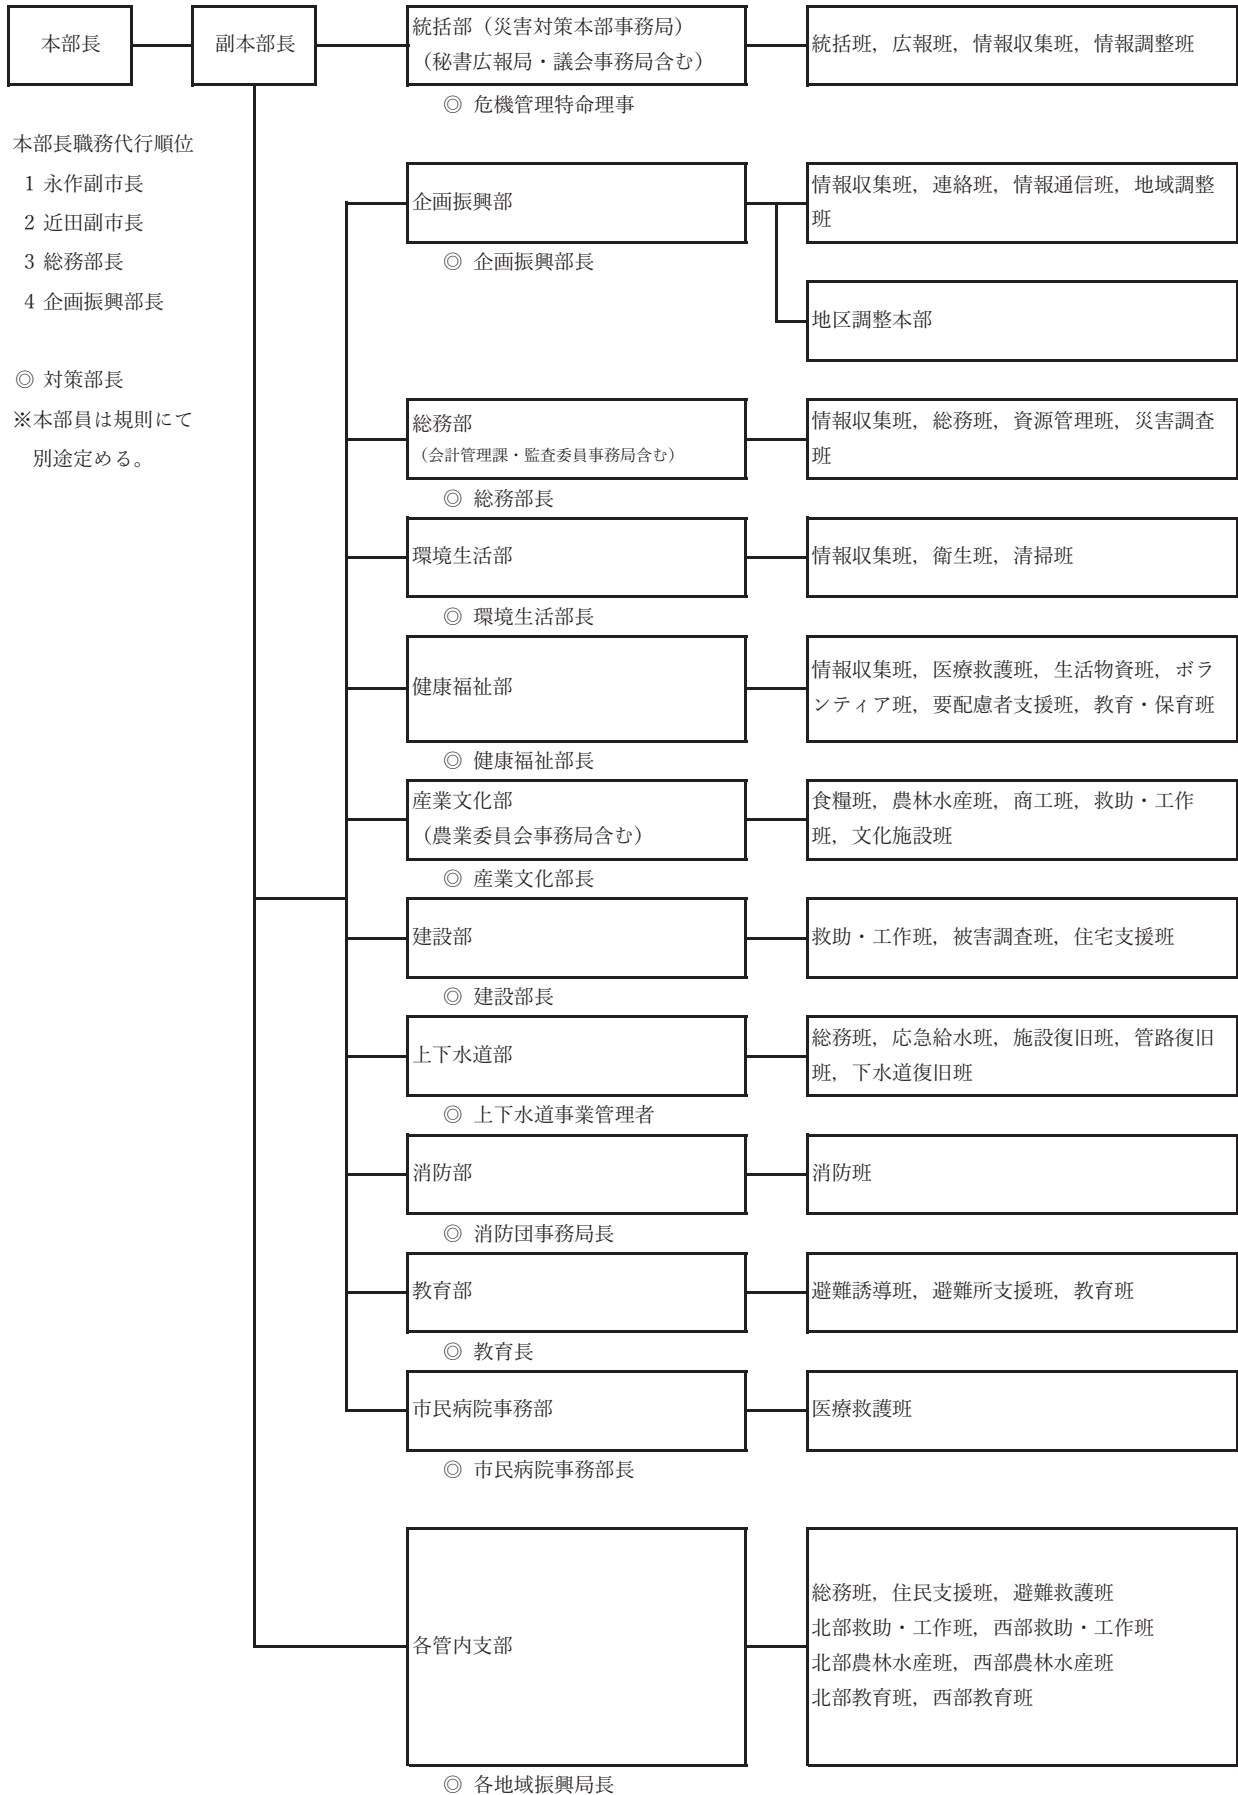 本部長
副本部長
統括部（災害対策本部事務局）
（秘書広報局・議会事務局含む）
統括班，広報班，情報収集班，情報調整班
◎ 危機管理特命理事
本部長職務代行順位
1 永作副市長
2 近田副市長
3 総務部長
4 企画振興部長
◎ 対策部長
※本部員は規則にて
別途定める。
企画振興部
情報収集班，連絡班，情報通信班，地域調整
班
◎ 企画振興部長
地区調整本部
総務部
（会計管理課・監査委員事務局含む）
情報収集班，総務班，資源管理班，災害調査
班
◎ 総務部長
環境生活部
情報収集班，衛生班，清掃班
◎ 環境生活部長
健康福祉部
情報収集班，医療救護班，生活物資班，ボラ
ンティア班，要配慮者支援班，教育・保育班
◎ 健康福祉部長
産業文化部
（農業委員会事務局含む）
食糧班，農林水産班，商工班，救助・工作
班，文化施設班
◎ 産業文化部長
建設部
救助・工作班，被害調査班，住宅支援班
◎ 建設部長
上下水道部
総務班，応急給水班，施設復旧班，管路復旧
班，下水道復旧班
◎ 上下水道事業管理者
消防部
消防班
◎ 消防団事務局長
教育部
避難誘導班，避難所支援班，教育班
◎ 教育長
市民病院事務部
医療救護班
◎ 市民病院事務部長
各管内支部
総務班，住民支援班，避難救護班
北部救助・工作班，西部救助・工作班
北部農林水産班，西部農林水産班
北部教育班，西部教育班
◎ 各地域振興局長